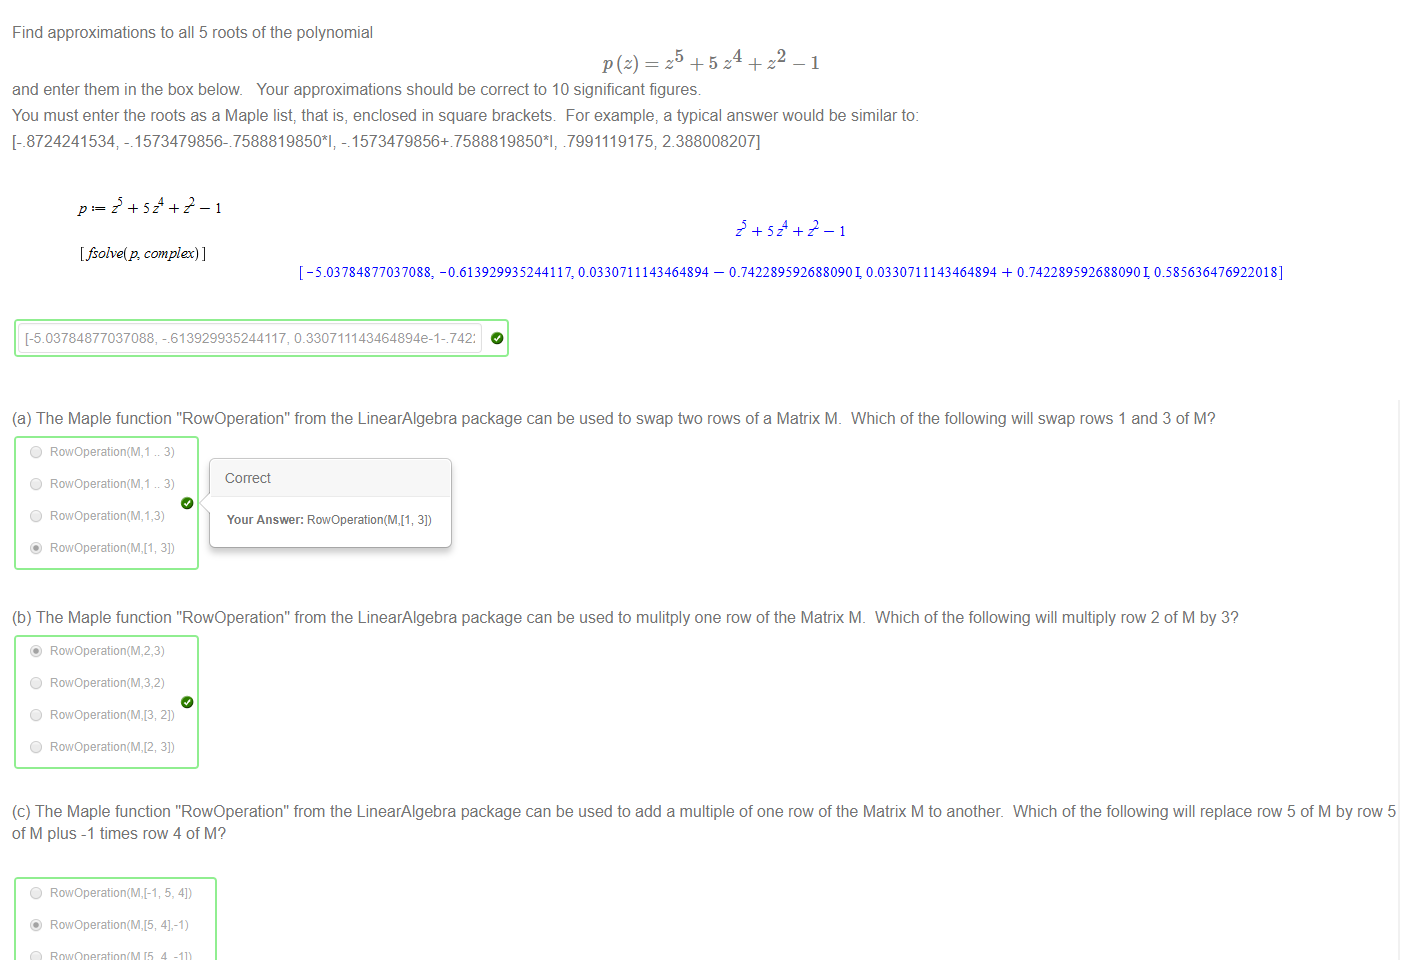 Find approximations to all 5 roots of the polynomial
p (z) = z⁵ + 5 z⁴ + z² − 1
and enter them in the box below.   Your approximations should be correct to 10 significant figures.
You must enter the roots as a Maple list, that is, enclosed in square brackets.  For example, a typical answer would be similar to:
[-.8724241534, -.1573479856-.7588819850*I, -.1573479856+.7588819850*I, .7991119175, 2.388008207]
p := z⁵ + 5 z⁴ + z² − 1
z⁵ + 5 z⁴ + z² − 1
[ fsolve(p, complex) ]
[ −5.03784877037088, −0.613929935244117, 0.0330711143464894 − 0.742289592688090 I, 0.0330711143464894 + 0.742289592688090 I, 0.585636476922018 ]
[-5.03784877037088, -.613929935244117, 0.330711143464894e-1-.742
(a) The Maple function "RowOperation" from the LinearAlgebra package can be used to swap two rows of a Matrix M.  Which of the following will swap rows 1 and 3 of M?
RowOperation(M,1 .. 3)
RowOperation(M,1 .. 3)
RowOperation(M,1,3)
RowOperation(M,[1, 3])
Correct
Your Answer: RowOperation(M,[1, 3])
(b) The Maple function "RowOperation" from the LinearAlgebra package can be used to mulitply one row of the Matrix M.  Which of the following will multiply row 2 of M by 3?
RowOperation(M,2,3)
RowOperation(M,3,2)
RowOperation(M,[3, 2])
RowOperation(M,[2, 3])
(c) The Maple function "RowOperation" from the LinearAlgebra package can be used to add a multiple of one row of the Matrix M to another.  Which of the following will replace row 5 of M by row 5
of M plus -1 times row 4 of M?
RowOperation(M,[-1, 5, 4])
RowOperation(M,[5, 4],-1)
RowOperation(M,[5, 4, -1])